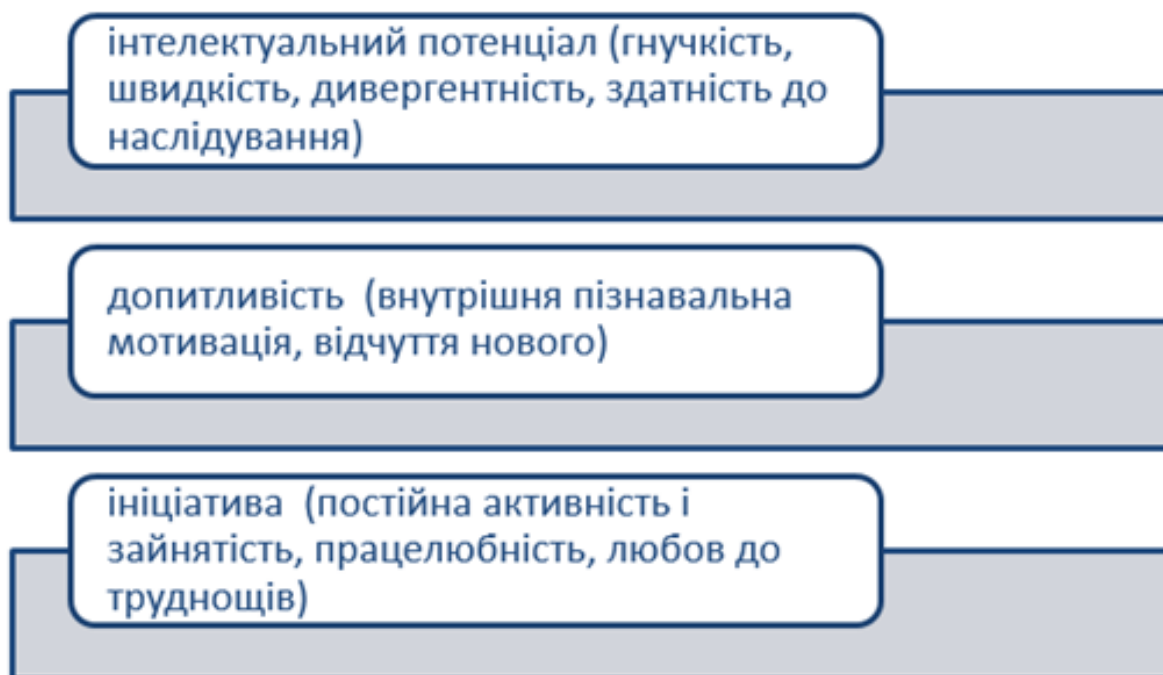 інтелектуальний потенціал (гнучкість,
швидкість, дивергентність, здатність до
наслідування)
допитливість (внутрішня пізнавальна
мотивація, відчуття нового)
ініціатива (постійна активність і
зайнятість, працелюбність, любов до
труднощів)